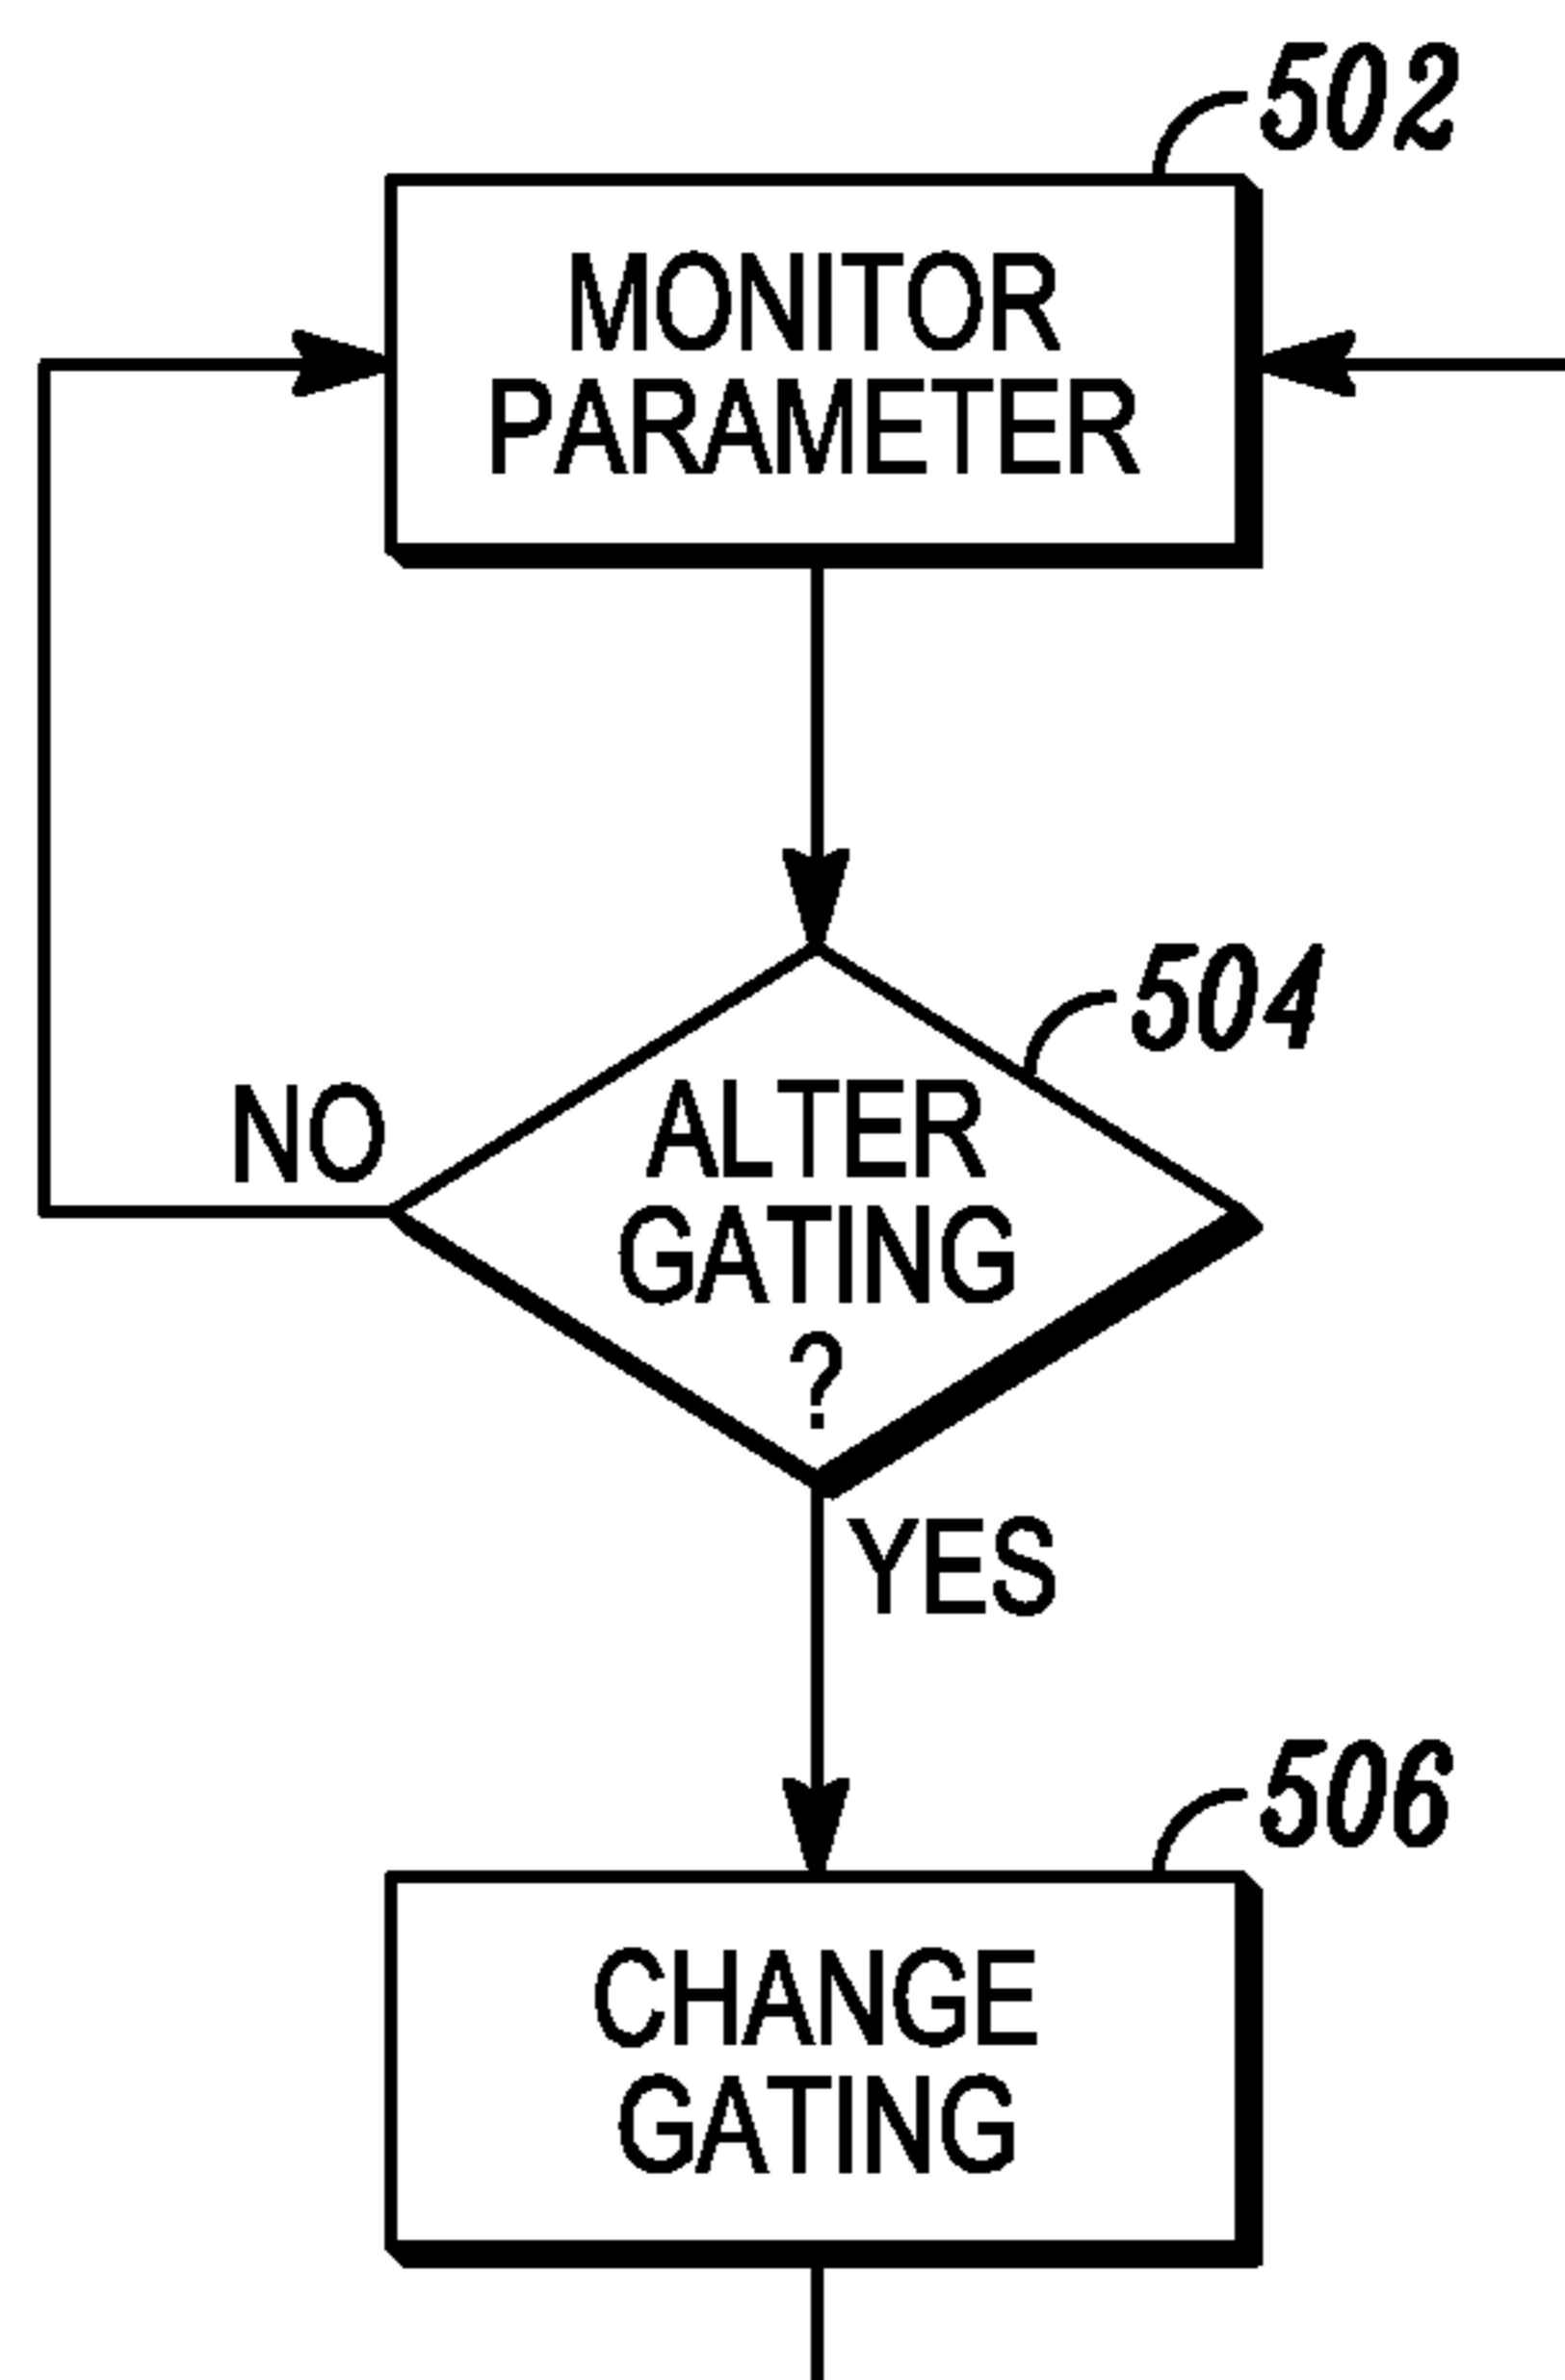 502
MONITOR
PARAMETER
504
NO
ALTER
GATING
?
YES
506
CHANGE
GATING